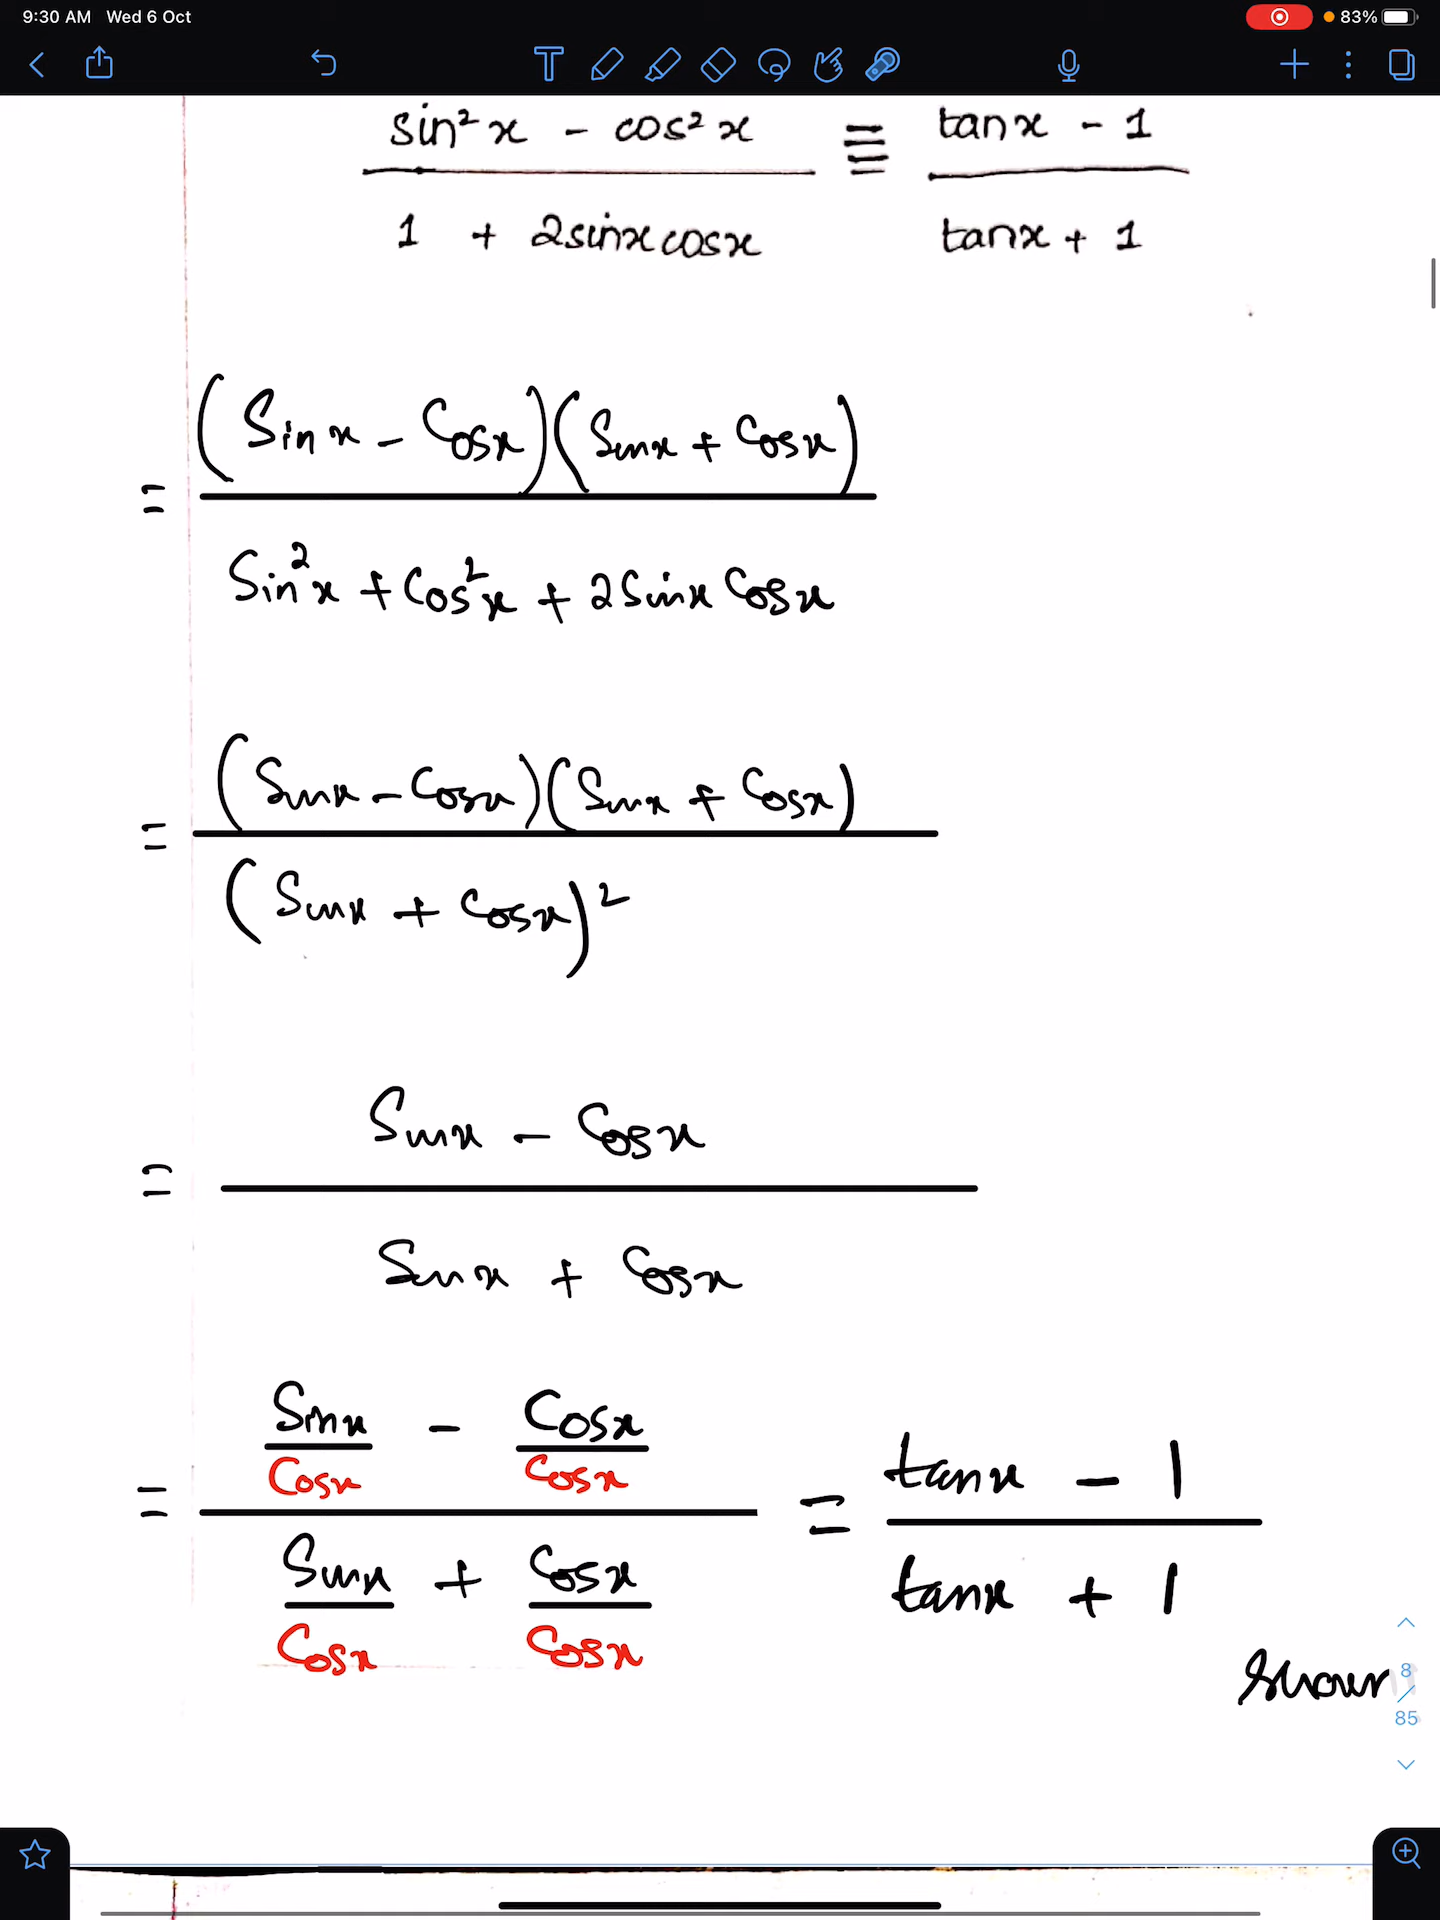 9:30 AM Wed 6 Oct 83%
sin²x - cos²x ≡ tanx - 1
1 + 2sinxcosx tanx + 1
= (Sinx - Cosx)(Sinx + Cosx)
Sin²x + Cos²x + 2Sinx Cosx
= (Sinx - Cosx)(Sinx + Cosx)
(Sinx + Cosx)²
= Sinx - Cosx
Sinx + Cosx
= Sinx - Cosx = tanx - 1
Cosx Cosx
Sinx + Cosx tanx + 1
Cosx Cosx
Shown
8
/
85